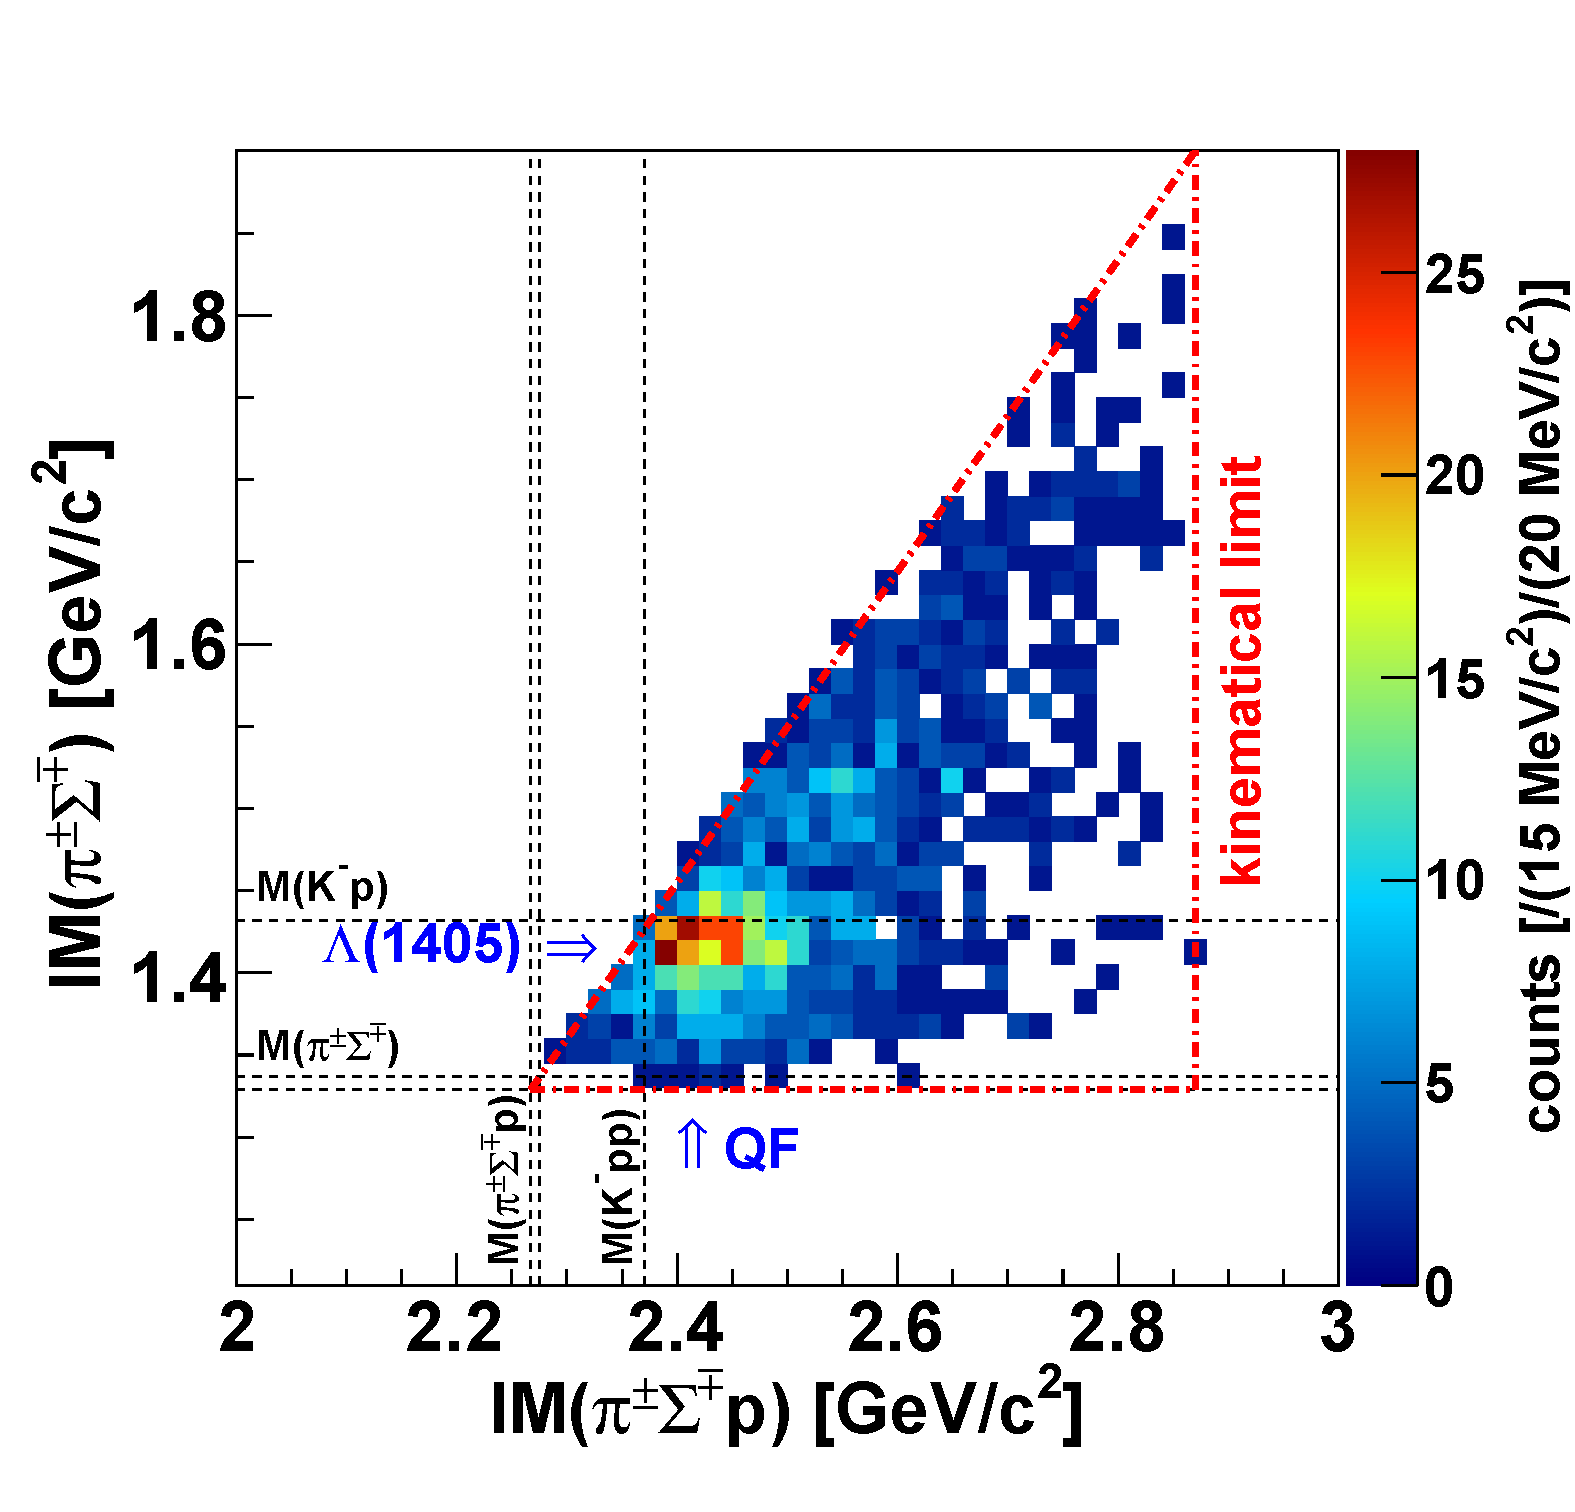 IM(π±Σ∓) [GeV/c²]
1.8
1.6
1.4
M(K⁻p)
Λ(1405) ⇒
M(π±Σ∓)
M(π±Σ∓p)
M(K⁻pp)
⇑ QF
kinematical limit
2 2.2 2.4 2.6 2.8 3
IM(π±Σ∓p) [GeV/c²]
25
20
15
10
5
0
counts [/(15 MeV/c²)/(20 MeV/c²)]